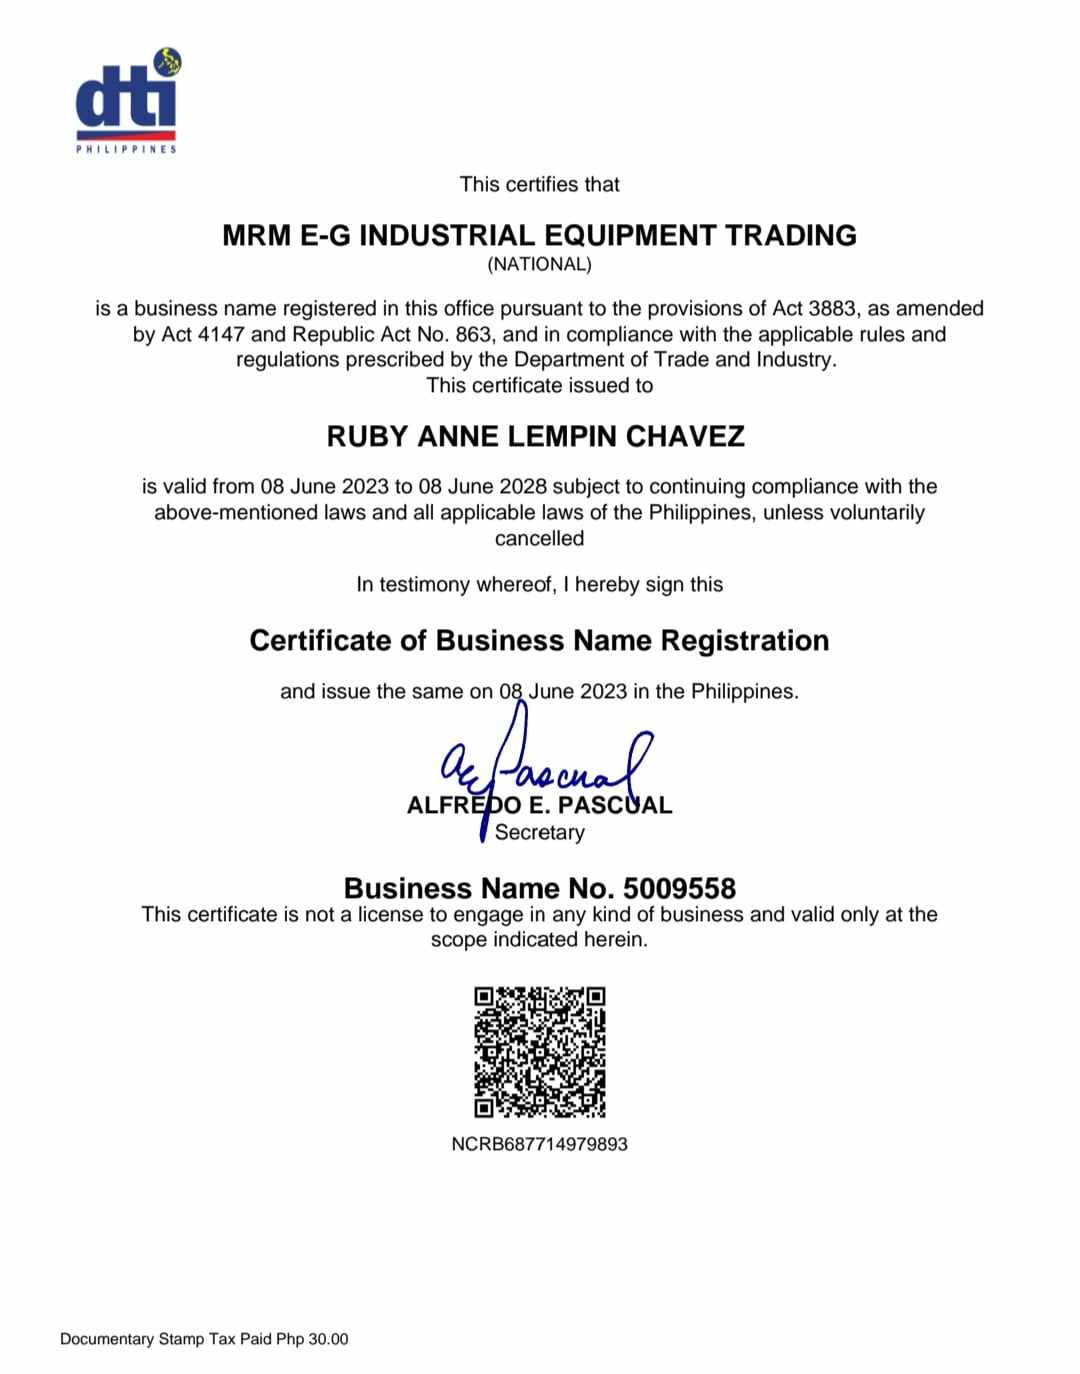 dti
PHILIPPINES
This certifies that
MRM E-G INDUSTRIAL EQUIPMENT TRADING
(NATIONAL)
is a business name registered in this office pursuant to the provisions of Act 3883, as amended
by Act 4147 and Republic Act No. 863, and in compliance with the applicable rules and
regulations prescribed by the Department of Trade and Industry.
This certificate issued to
RUBY ANNE LEMPIN CHAVEZ
is valid from 08 June 2023 to 08 June 2028 subject to continuing compliance with the
above-mentioned laws and all applicable laws of the Philippines, unless voluntarily
cancelled
In testimony whereof, I hereby sign this
Certificate of Business Name Registration
and issue the same on 08 June 2023 in the Philippines.
ALFREDO E. PASCUAL
Secretary
Business Name No. 5009558
This certificate is not a license to engage in any kind of business and valid only at the
scope indicated herein.
NCRB687714979893
Documentary Stamp Tax Paid Php 30.00